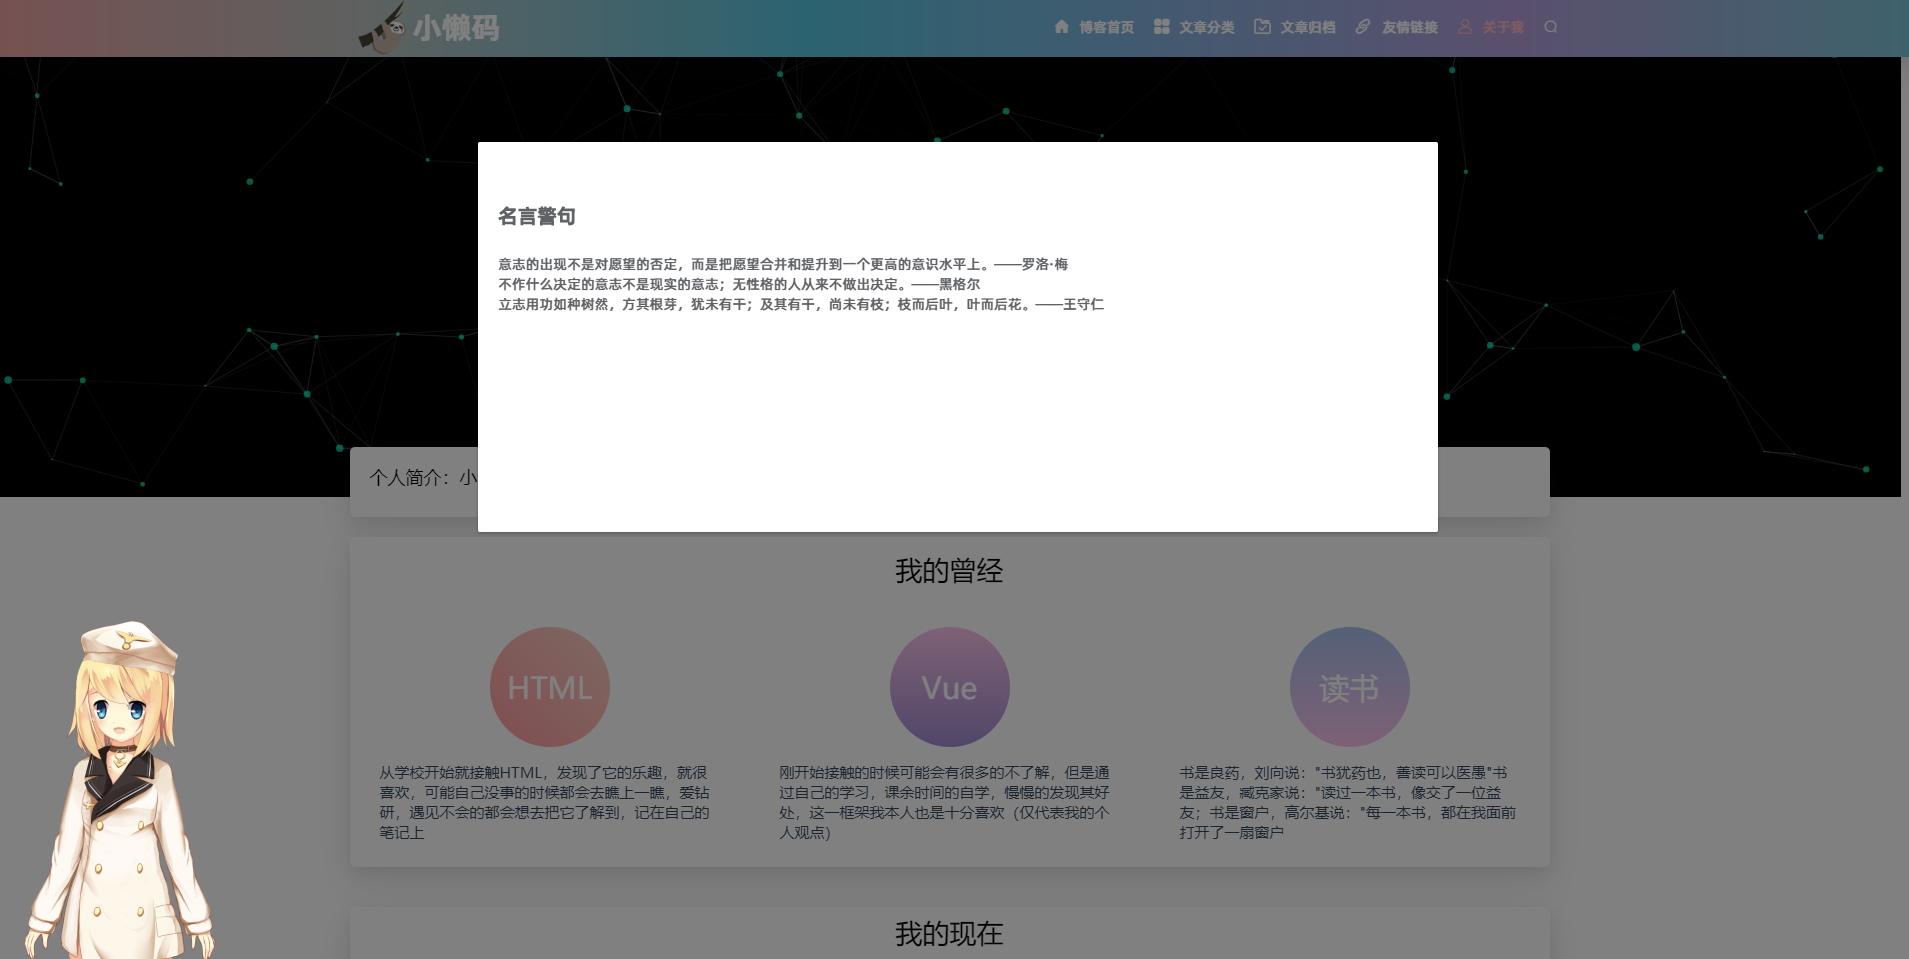 小懒码
博客首页 文章分类 文章归档 友情链接 关于我
名言警句
意志的出现不是对愿望的否定，而是把愿望合并和提升到一个更高的意识水平上。——罗洛·梅
不作什么决定的意志不是现实的意志；无性格的人从来不做出决定。——黑格尔
立志用功如种树然，方其根芽，犹未有干；及其有干，尚未有枝；枝而后叶，叶而后花。——王守仁
个人简介：小
我的曾经
HTML
Vue
读书
从学校开始就接触HTML，发现了它的乐趣，就很
喜欢，可能自己没事的时候都会去瞧上一瞧，爱钻
研，遇见不会的都会想去把它了解到，记在自己的
笔记上
刚开始接触的时候可能会有很多的不了解，但是通
过自己的学习，课余时间的自学，慢慢的发现其好
处，这一框架我本人也是十分喜欢（仅代表我的个
人观点）
书是良药，刘向说："书犹药也，善读可以医愚"书
是益友，臧克家说："读过一本书，像交了一位益
友；书是窗户，高尔基说："每一本书，都在我面前
打开了一扇窗户
我的现在